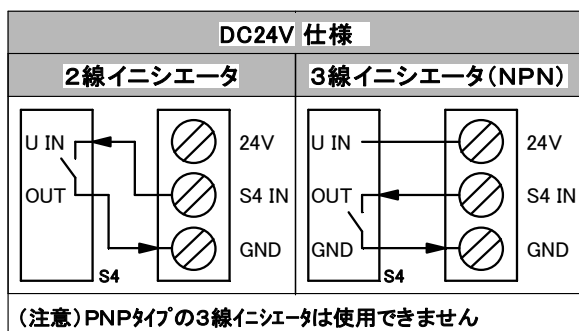 DC24V 仕様
2線イニシエータ
3線イニシエータ(NPN)
U IN
24V
OUT
S4 IN
GND
S4
U IN
24V
OUT
S4 IN
GND
GND
S4
(注意)PNPタイプの3線イニシエータは使用できません